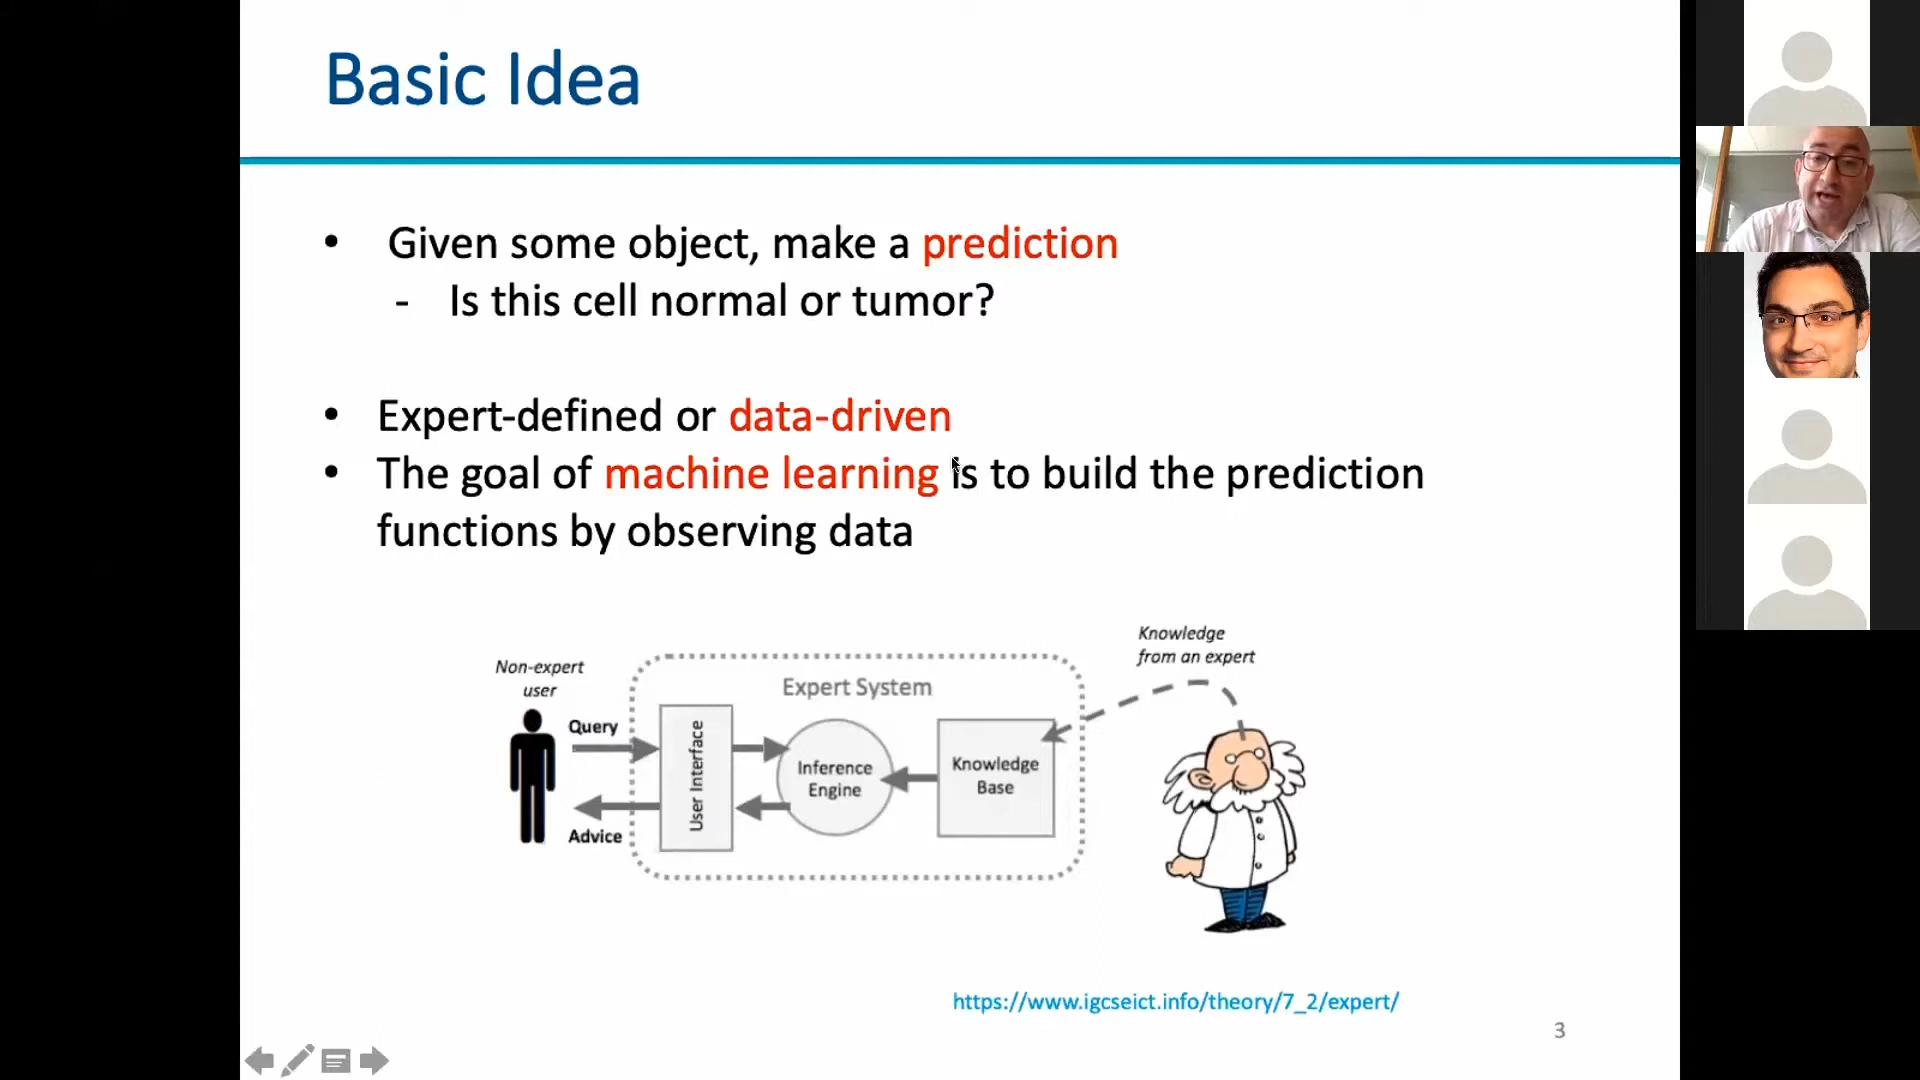 Basic Idea
• Given some object, make a prediction
- Is this cell normal or tumor?
• Expert-defined or data-driven
• The goal of machine learning is to build the prediction
functions by observing data
Non-expert
user
Query
Advice
Expert System
User Interface
Inference
Engine
Knowledge
Base
Knowledge
from an expert
https://www.igcseict.info/theory/7_2/expert/
3